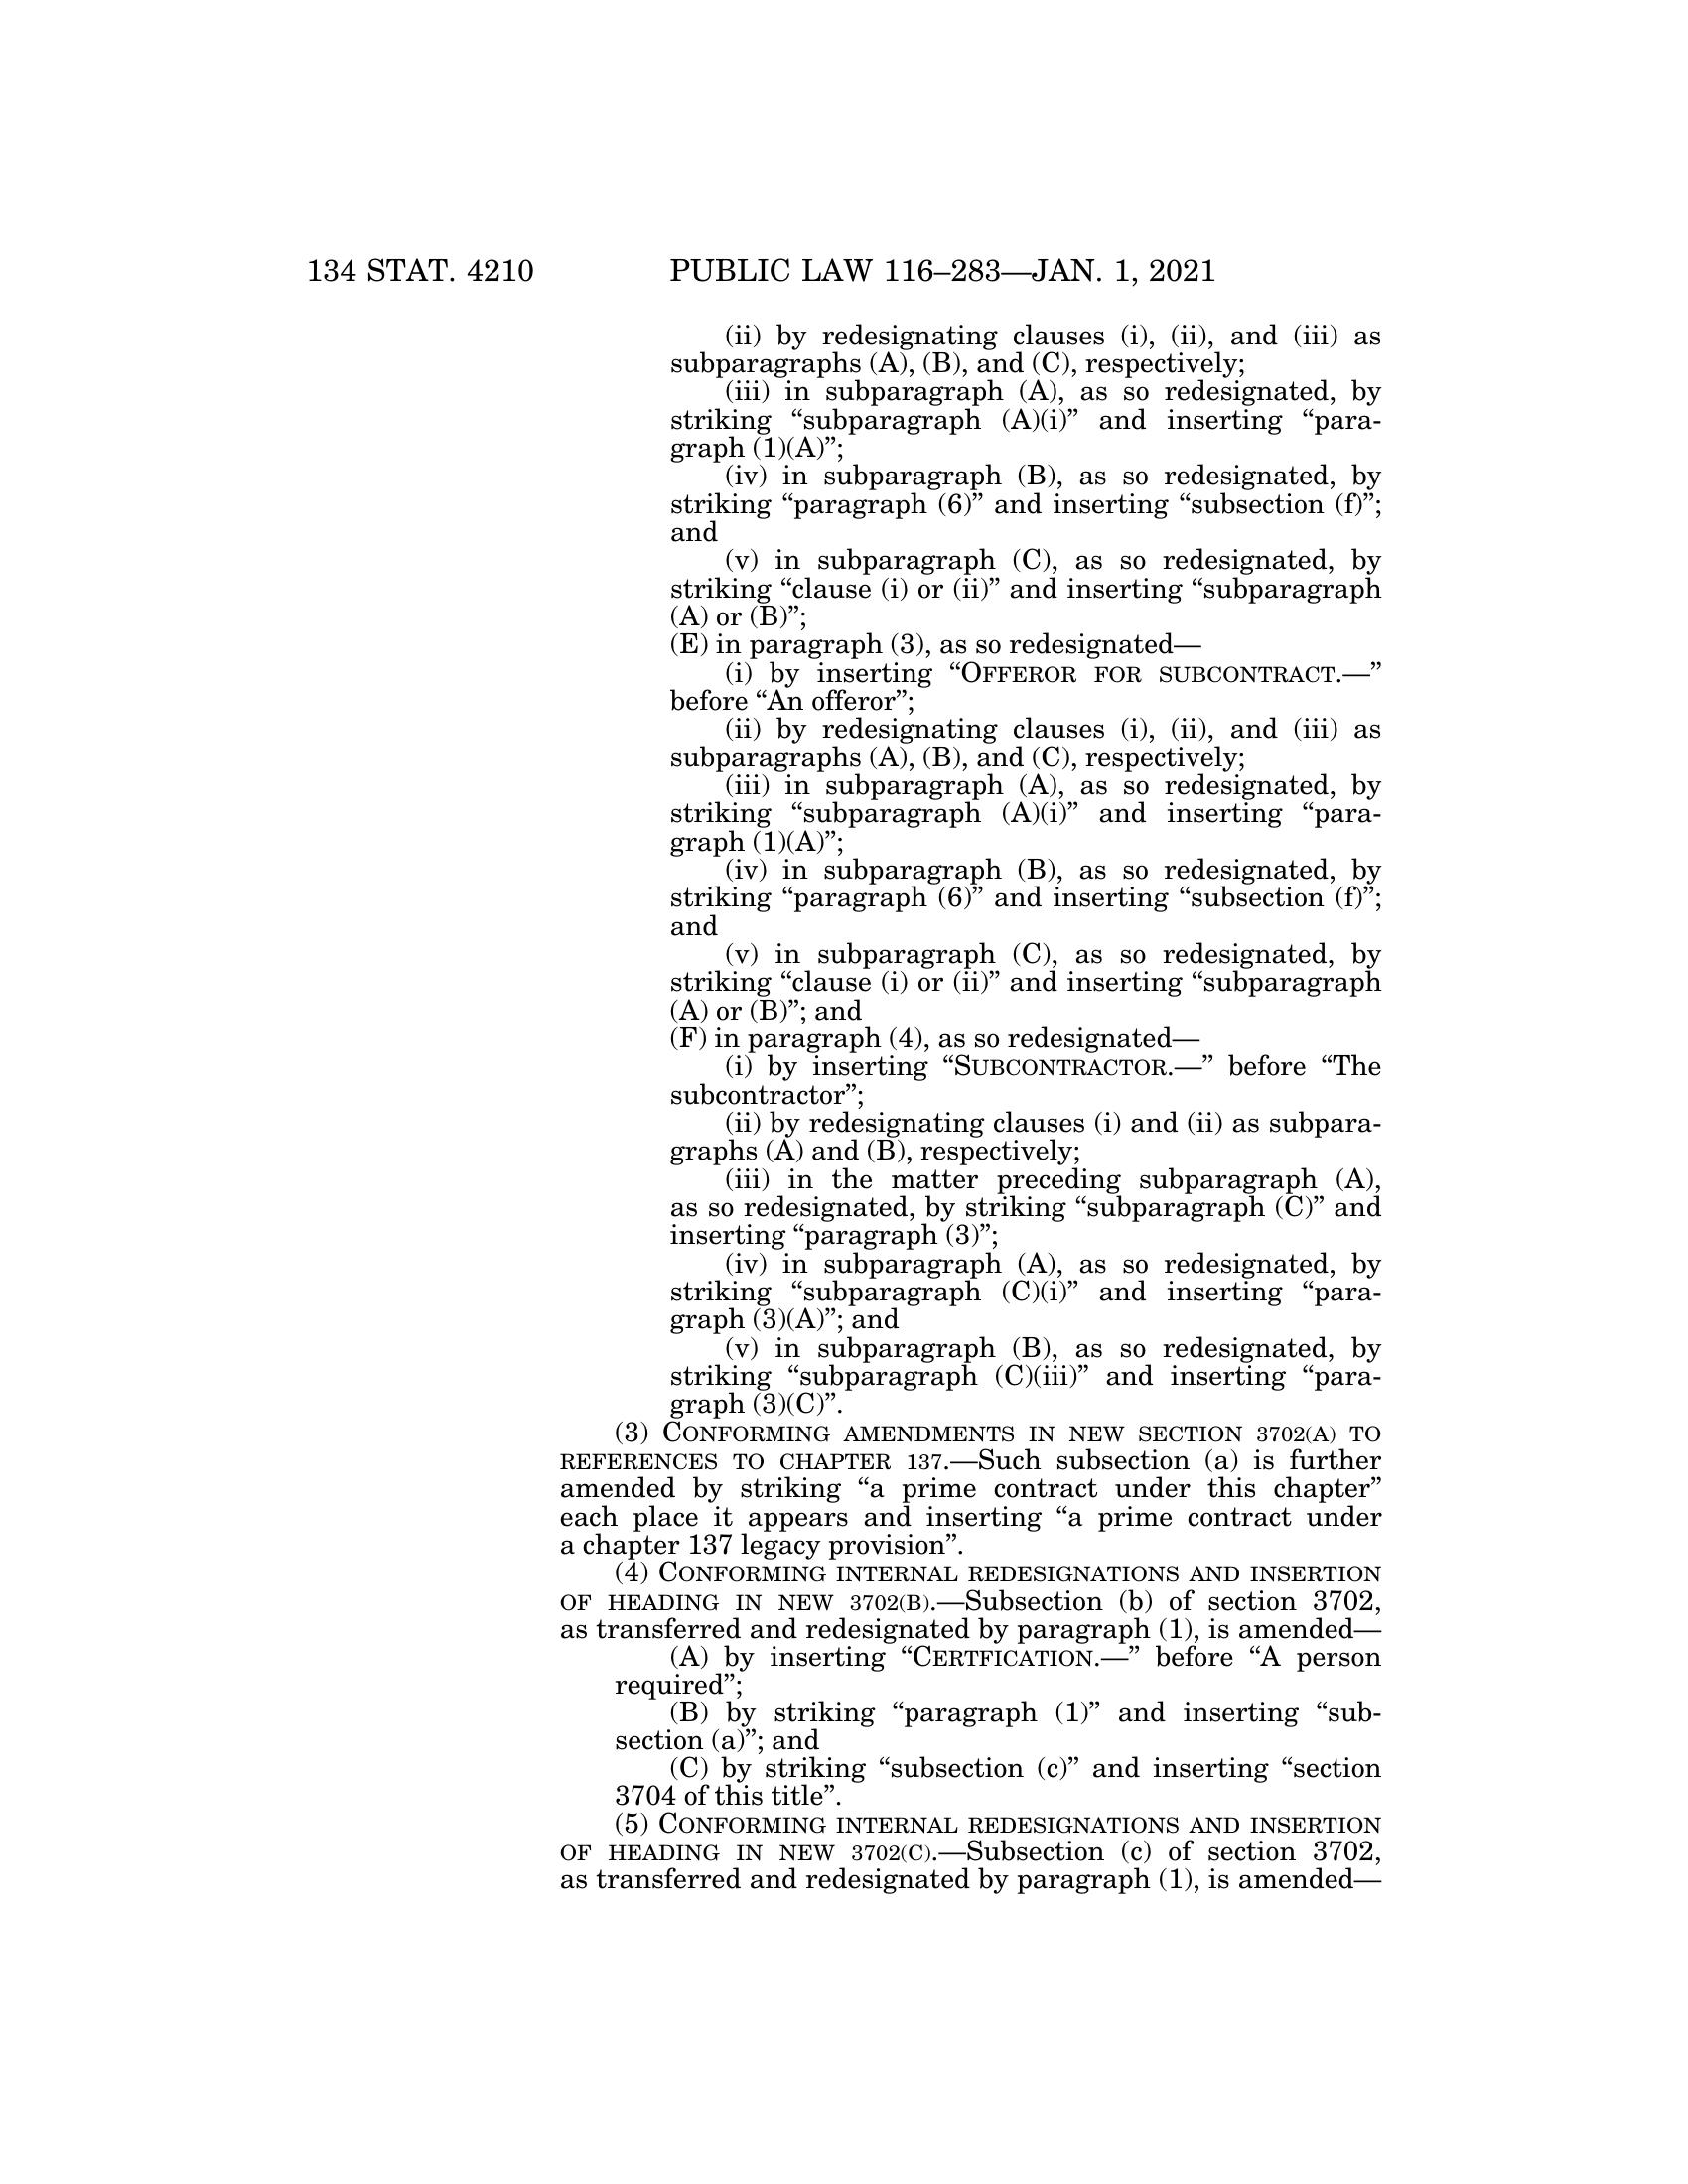 134 STAT. 4210 PUBLIC LAW 116–283—JAN. 1, 2021
(ii) by redesignating clauses (i), (ii), and (iii) as
subparagraphs (A), (B), and (C), respectively;
(iii) in subparagraph (A), as so redesignated, by
striking “subparagraph (A)(i)” and inserting “para-
graph (1)(A)”;
(iv) in subparagraph (B), as so redesignated, by
striking “paragraph (6)” and inserting “subsection (f)”;
and
(v) in subparagraph (C), as so redesignated, by
striking “clause (i) or (ii)” and inserting “subparagraph
(A) or (B)”;
(E) in paragraph (3), as so redesignated—
(i) by inserting “OFFEROR FOR SUBCONTRACT.—”
before “An offeror”;
(ii) by redesignating clauses (i), (ii), and (iii) as
subparagraphs (A), (B), and (C), respectively;
(iii) in subparagraph (A), as so redesignated, by
striking “subparagraph (A)(i)” and inserting “para-
graph (1)(A)”;
(iv) in subparagraph (B), as so redesignated, by
striking “paragraph (6)” and inserting “subsection (f)”;
and
(v) in subparagraph (C), as so redesignated, by
striking “clause (i) or (ii)” and inserting “subparagraph
(A) or (B)”; and
(F) in paragraph (4), as so redesignated—
(i) by inserting “SUBCONTRACTOR.—” before “The
subcontractor”;
(ii) by redesignating clauses (i) and (ii) as subpara-
graphs (A) and (B), respectively;
(iii) in the matter preceding subparagraph (A),
as so redesignated, by striking “subparagraph (C)” and
inserting “paragraph (3)”;
(iv) in subparagraph (A), as so redesignated, by
striking “subparagraph (C)(i)” and inserting “para-
graph (3)(A)”; and
(v) in subparagraph (B), as so redesignated, by
striking “subparagraph (C)(iii)” and inserting “para-
graph (3)(C)”.
(3) CONFORMING AMENDMENTS IN NEW SECTION 3702(A) TO
REFERENCES TO CHAPTER 137.—Such subsection (a) is further
amended by striking “a prime contract under this chapter”
each place it appears and inserting “a prime contract under
a chapter 137 legacy provision”.
(4) CONFORMING INTERNAL REDESIGNATIONS AND INSERTION
OF HEADING IN NEW 3702(B).—Subsection (b) of section 3702,
as transferred and redesignated by paragraph (1), is amended—
(A) by inserting “CERTFICATION.—” before “A person
required”;
(B) by striking “paragraph (1)” and inserting “sub-
section (a)”; and
(C) by striking “subsection (c)” and inserting “section
3704 of this title”.
(5) CONFORMING INTERNAL REDESIGNATIONS AND INSERTION
OF HEADING IN NEW 3702(C).—Subsection (c) of section 3702,
as transferred and redesignated by paragraph (1), is amended—